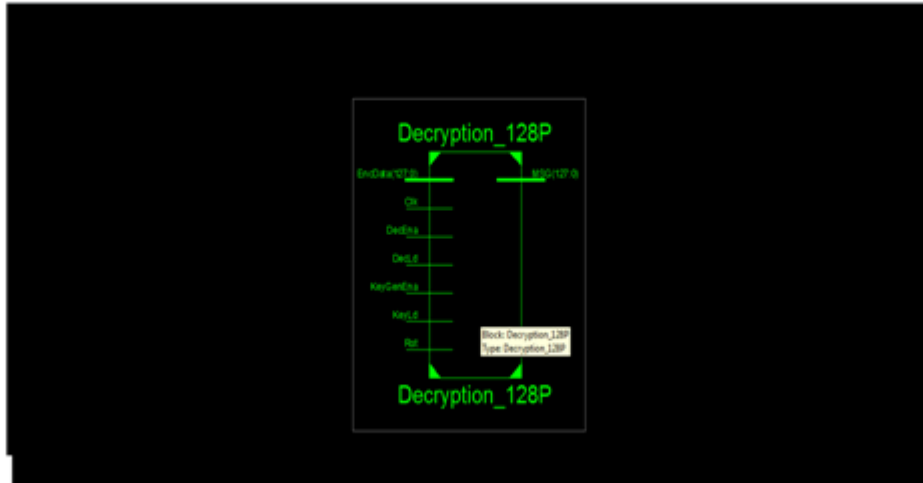 Decryption_128P
EncData(127:0)
MSG(127:0)
Clk
DecEna
DecLd
KeyGenEna
KeyLd
Rst
Block: Decryption_128P
Type: Decryption_128P
Decryption_128P